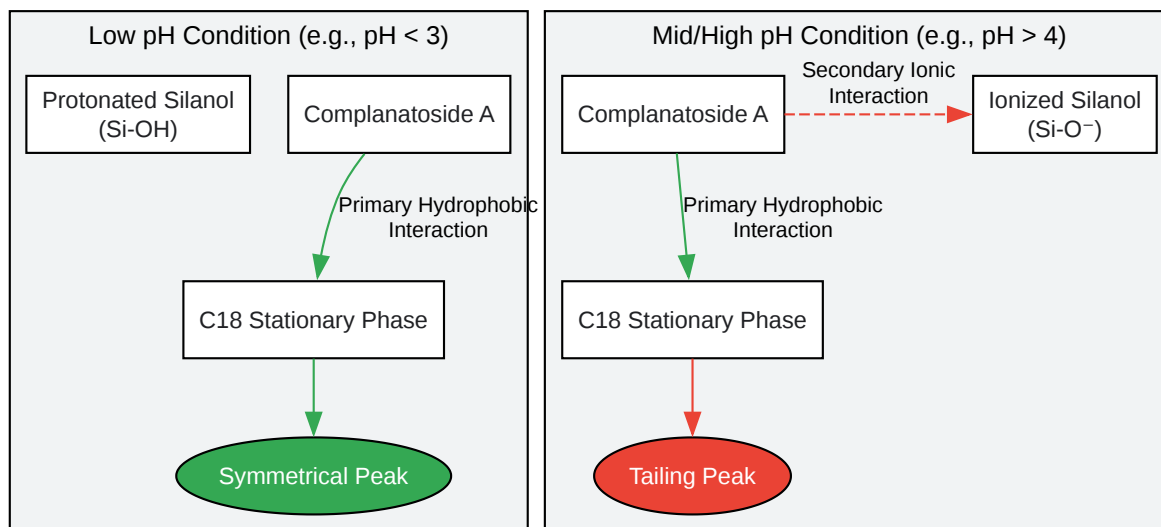 Low pH Condition (e.g., pH < 3)
Protonated Silanol
(Si-OH)
Complanatoside A
Primary Hydrophobic
Interaction
C18 Stationary Phase
Symmetrical Peak
Mid/High pH Condition (e.g., pH > 4)
Complanatoside A
Secondary Ionic
Interaction
Ionized Silanol
(Si-O⁻)
Primary Hydrophobic
Interaction
C18 Stationary Phase
Tailing Peak